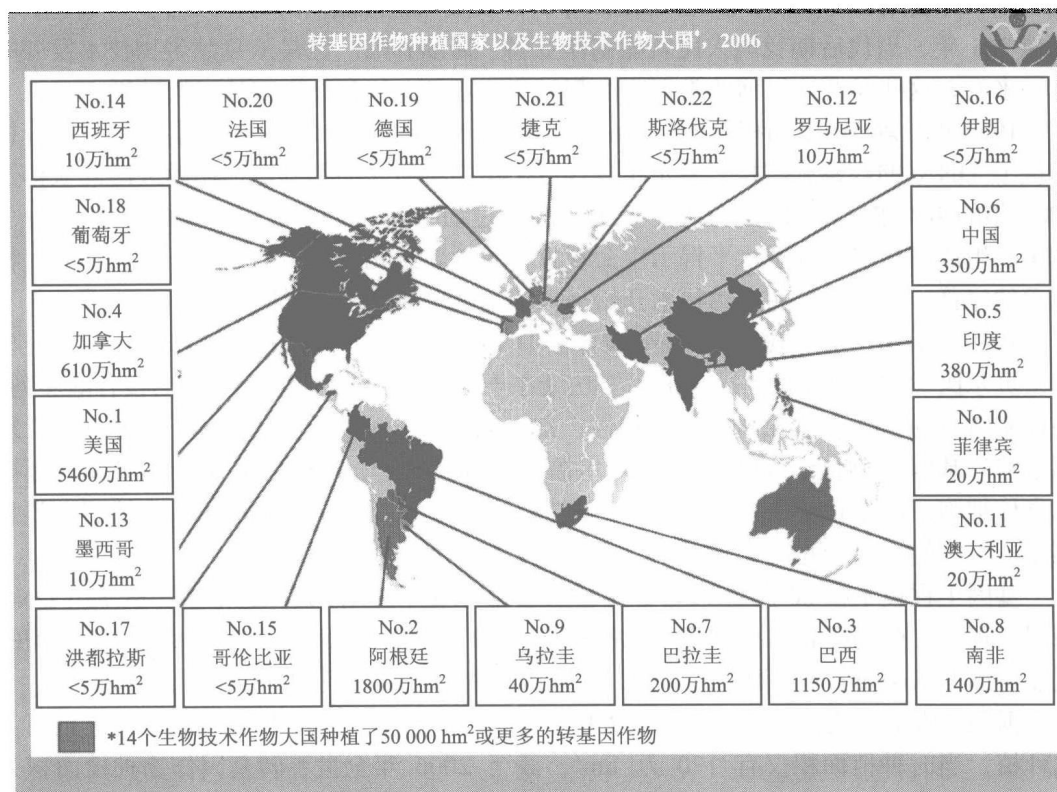 转基因作物种植国家以及生物技术作物大国*，2006
No.14
西班牙
10万hm²
No.20
法国
<5万hm²
No.19
德国
<5万hm²
No.21
捷克
<5万hm²
No.22
斯洛伐克
<5万hm²
No.12
罗马尼亚
10万hm²
No.16
伊朗
<5万hm²
No.18
葡萄牙
<5万hm²
No.6
中国
350万hm²
No.4
加拿大
610万hm²
No.5
印度
380万hm²
No.1
美国
5460万hm²
No.10
菲律宾
20万hm²
No.13
墨西哥
10万hm²
No.11
澳大利亚
20万hm²
No.17
洪都拉斯
<5万hm²
No.15
哥伦比亚
<5万hm²
No.2
阿根廷
1800万hm²
No.9
乌拉圭
40万hm²
No.7
巴拉圭
200万hm²
No.3
巴西
1150万hm²
No.8
南非
140万hm²
*14个生物技术作物大国种植了50 000 hm²或更多的转基因作物